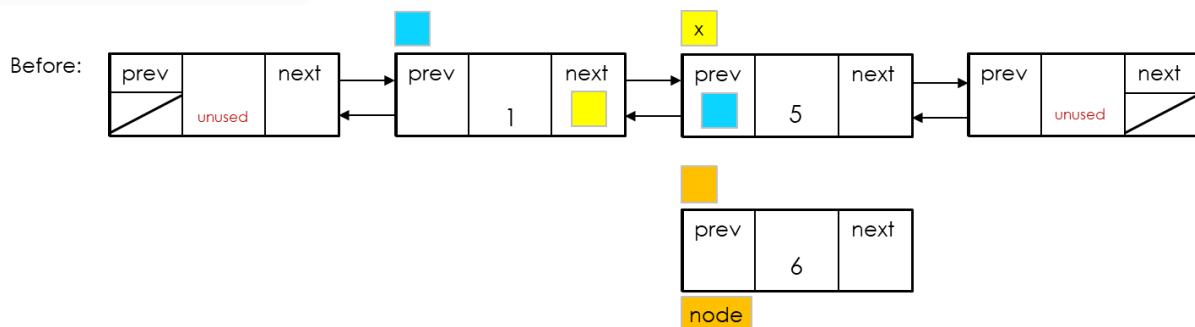 x
Before:
prev next prev next prev next prev next
unused 1 5 unused
prev next
6
node